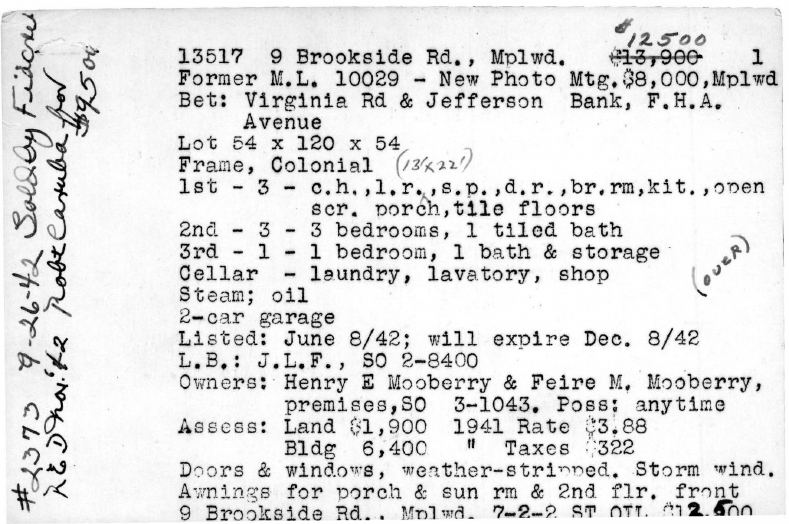 $12500
13517 9 Brookside Rd., Mplwd. $13,900 1
Former M.L. 10029 - New Photo Mtg.$8,000,Mplwd
Bet: Virginia Rd & Jefferson Bank, F.H.A.
Avenue
Lot 54 x 120 x 54
Frame, Colonial (13'x22')
1st - 3 - c.h.,l.r.,s.p.,d.r.,br.rm,kit.,open
scr. porch,tile floors
2nd - 3 - 3 bedrooms, 1 tiled bath
3rd - 1 - 1 bedroom, 1 bath & storage
Cellar - laundry, lavatory, shop
(OVER)
Steam; oil
2-car garage
Listed: June 8/42; will expire Dec. 8/42
L.B.: J.L.F., SO 2-8400
Owners: Henry E Mooberry & Feire M. Mooberry,
premises,SO 3-1043. Poss: anytime
Assess: Land $1,900 1941 Rate $3.88
Bldg 6,400 " Taxes $322
Doors & windows, weather-stripped. Storm wind.
Awnings for porch & sun rm & 2nd flr. front
9 Brookside Rd., Mplwd. 7-2-2 ST OIL $12,500
#2373 9-26-42 Sold by
R & D Nov. '42 Robt for
$9500